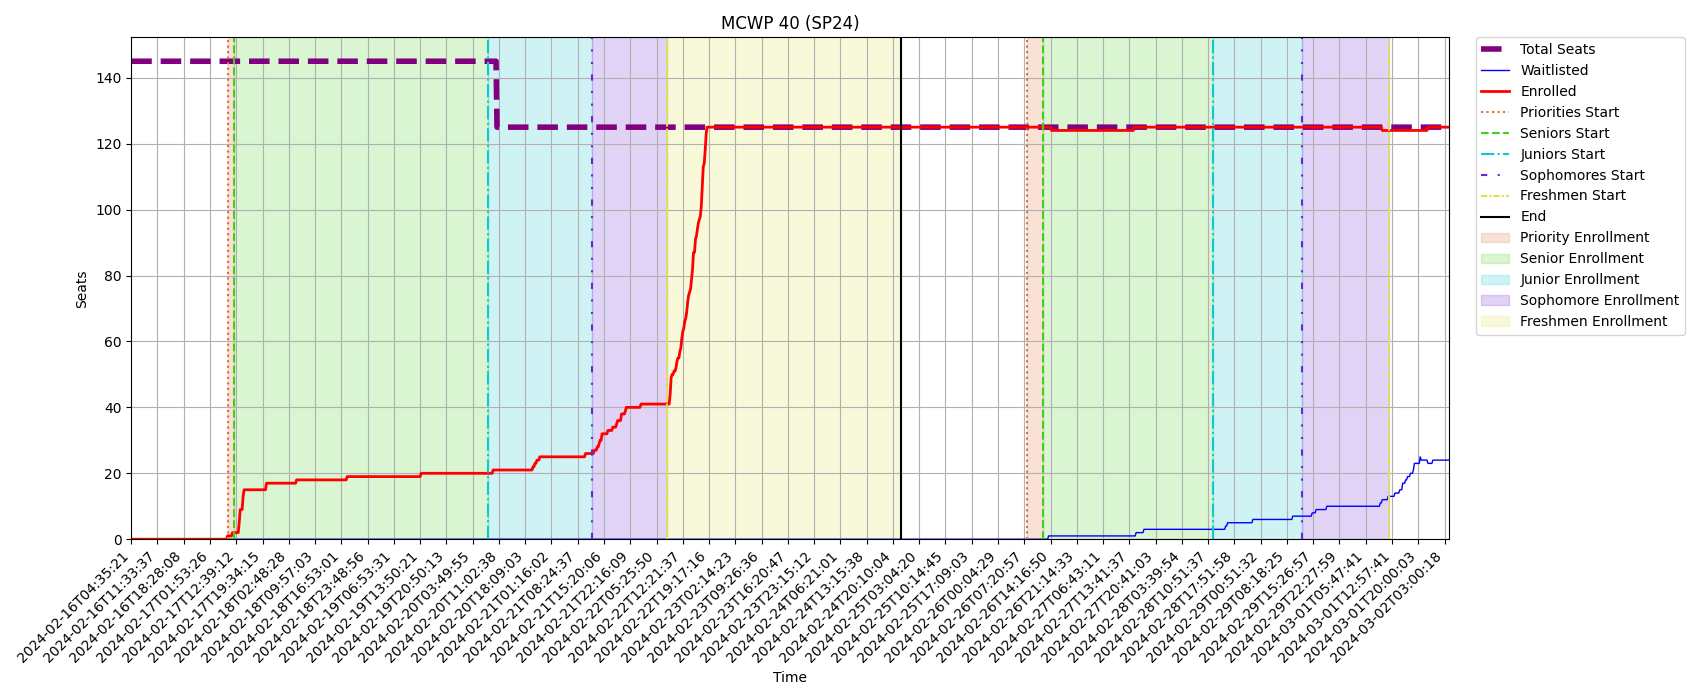 MCWP 40 (SP24)
Total Seats
Waitlisted
Enrolled
Priorities Start
Seniors Start
Juniors Start
Sophomores Start
Freshmen Start
End
Priority Enrollment
Senior Enrollment
Junior Enrollment
Sophomore Enrollment
Freshmen Enrollment
Seats
140
120
100
80
60
40
20
0
2024-02-16T04:35:21
2024-02-16T11:33:37
2024-02-16T18:28:08
2024-02-17T01:53:26
2024-02-17T12:39:12
2024-02-17T19:34:15
2024-02-18T02:48:28
2024-02-18T09:57:03
2024-02-18T16:53:01
2024-02-18T23:48:56
2024-02-19T06:53:31
2024-02-19T13:50:21
2024-02-19T20:50:13
2024-02-20T03:49:55
2024-02-20T11:02:38
2024-02-20T18:09:03
2024-02-21T01:16:02
2024-02-21T08:24:37
2024-02-21T15:20:06
2024-02-21T22:16:09
2024-02-22T05:25:50
2024-02-22T12:21:37
2024-02-22T19:17:16
2024-02-23T02:14:23
2024-02-23T09:26:36
2024-02-23T16:20:47
2024-02-23T23:15:12
2024-02-24T06:21:01
2024-02-24T13:15:38
2024-02-24T20:10:04
2024-02-25T03:04:20
2024-02-25T10:14:45
2024-02-25T17:09:03
2024-02-26T00:04:29
2024-02-26T07:20:57
2024-02-26T14:16:50
2024-02-26T21:14:33
2024-02-27T06:43:11
2024-02-27T13:41:37
2024-02-27T20:41:03
2024-02-28T03:39:54
2024-02-28T10:51:37
2024-02-28T17:51:58
2024-02-29T00:51:32
2024-02-29T08:18:25
2024-02-29T15:26:57
2024-02-29T22:27:59
2024-03-01T05:47:41
2024-03-01T12:57:41
2024-03-01T20:00:03
2024-03-02T03:00:18
Time